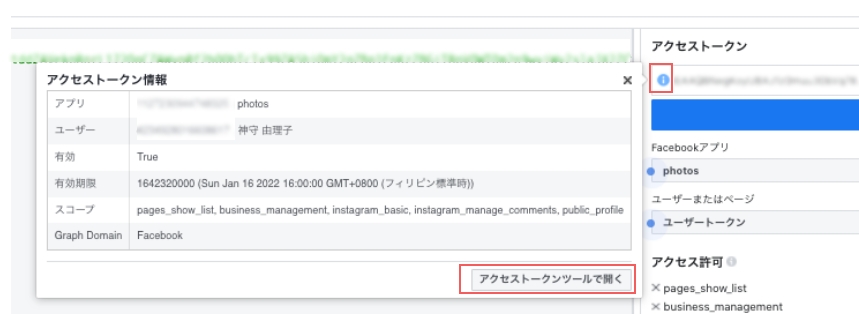 アクセストークン
アクセストークン情報
×
アプリ photos
ユーザー 神守 由理子
有効 True
有効期限 1642320000 (Sun Jan 16 2022 16:00:00 GMT+0800 (フィリピン標準時))
スコープ pages_show_list, business_management, instagram_basic, instagram_manage_comments, public_profile
Graph Domain Facebook
アクセストークンツールで開く
Facebookアプリ
photos
ユーザーまたはページ
ユーザートークン
アクセス許可
× pages_show_list
× business_management